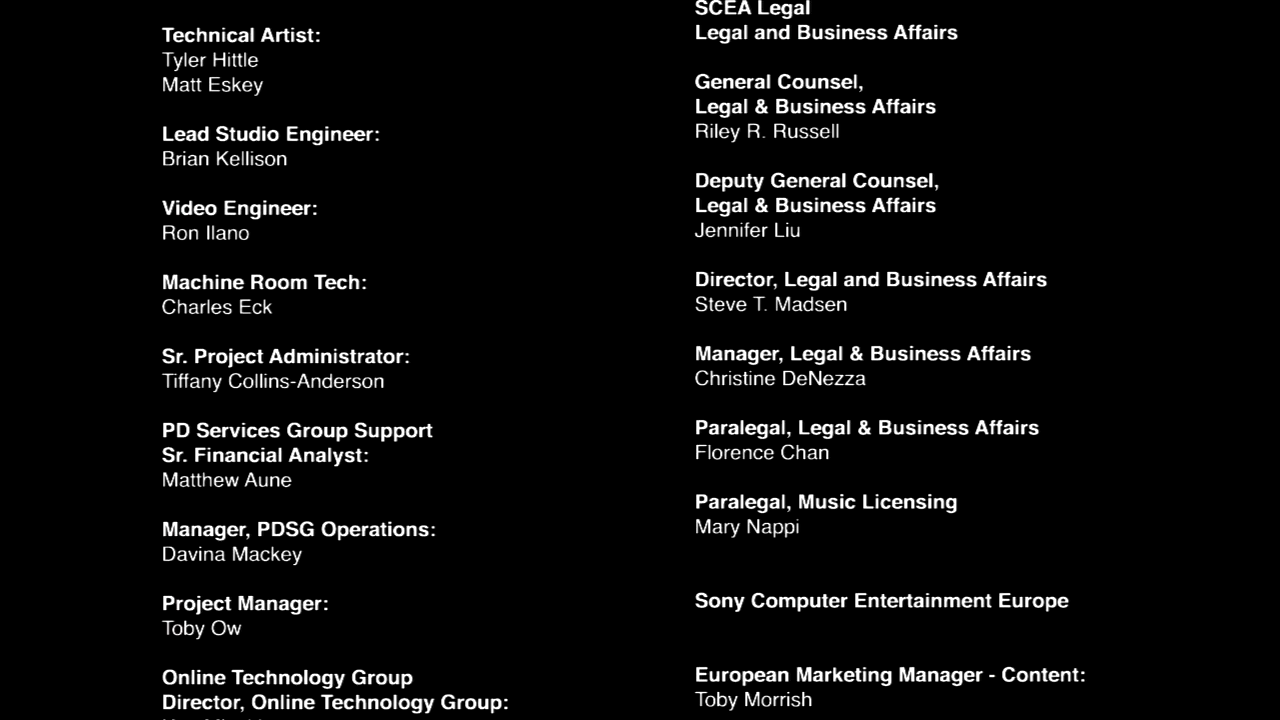 Technical Artist:
Tyler Hittle
Matt Eskey
Lead Studio Engineer:
Brian Kellison
Video Engineer:
Ron Ilano
Machine Room Tech:
Charles Eck
Sr. Project Administrator:
Tiffany Collins-Anderson
PD Services Group Support
Sr. Financial Analyst:
Matthew Aune
Manager, PDSG Operations:
Davina Mackey
Project Manager:
Toby Ow
Online Technology Group
Director, Online Technology Group:
SCEA Legal
Legal and Business Affairs
General Counsel,
Legal & Business Affairs
Riley R. Russell
Deputy General Counsel,
Legal & Business Affairs
Jennifer Liu
Director, Legal and Business Affairs
Steve T. Madsen
Manager, Legal & Business Affairs
Christine DeNezza
Paralegal, Legal & Business Affairs
Florence Chan
Paralegal, Music Licensing
Mary Nappi
Sony Computer Entertainment Europe
European Marketing Manager - Content:
Toby Morrish